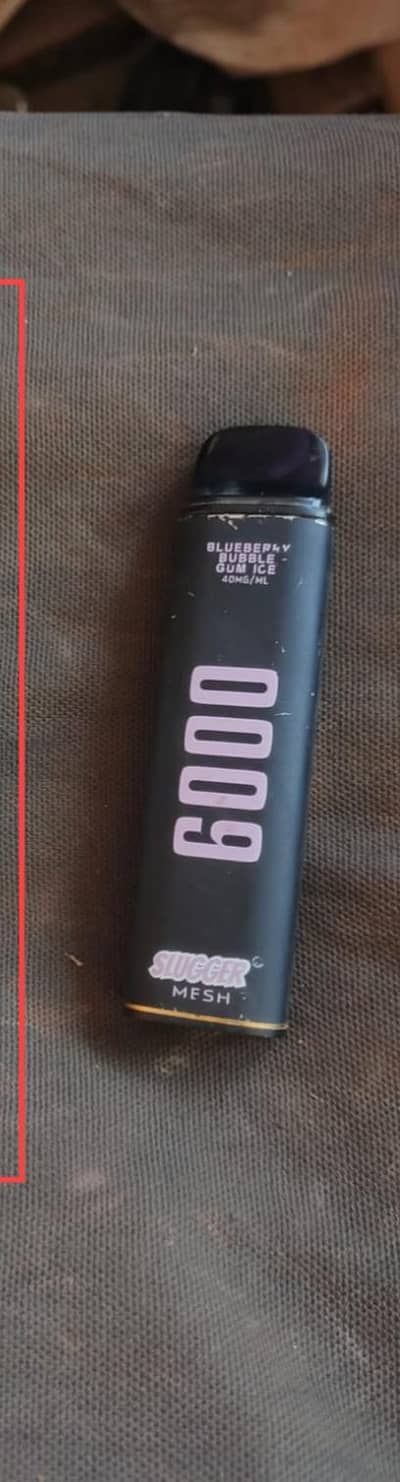 BLUEBERRY
BUBBLE
GUM ICE
40MG/ML
6000
SLUGGER
MESH